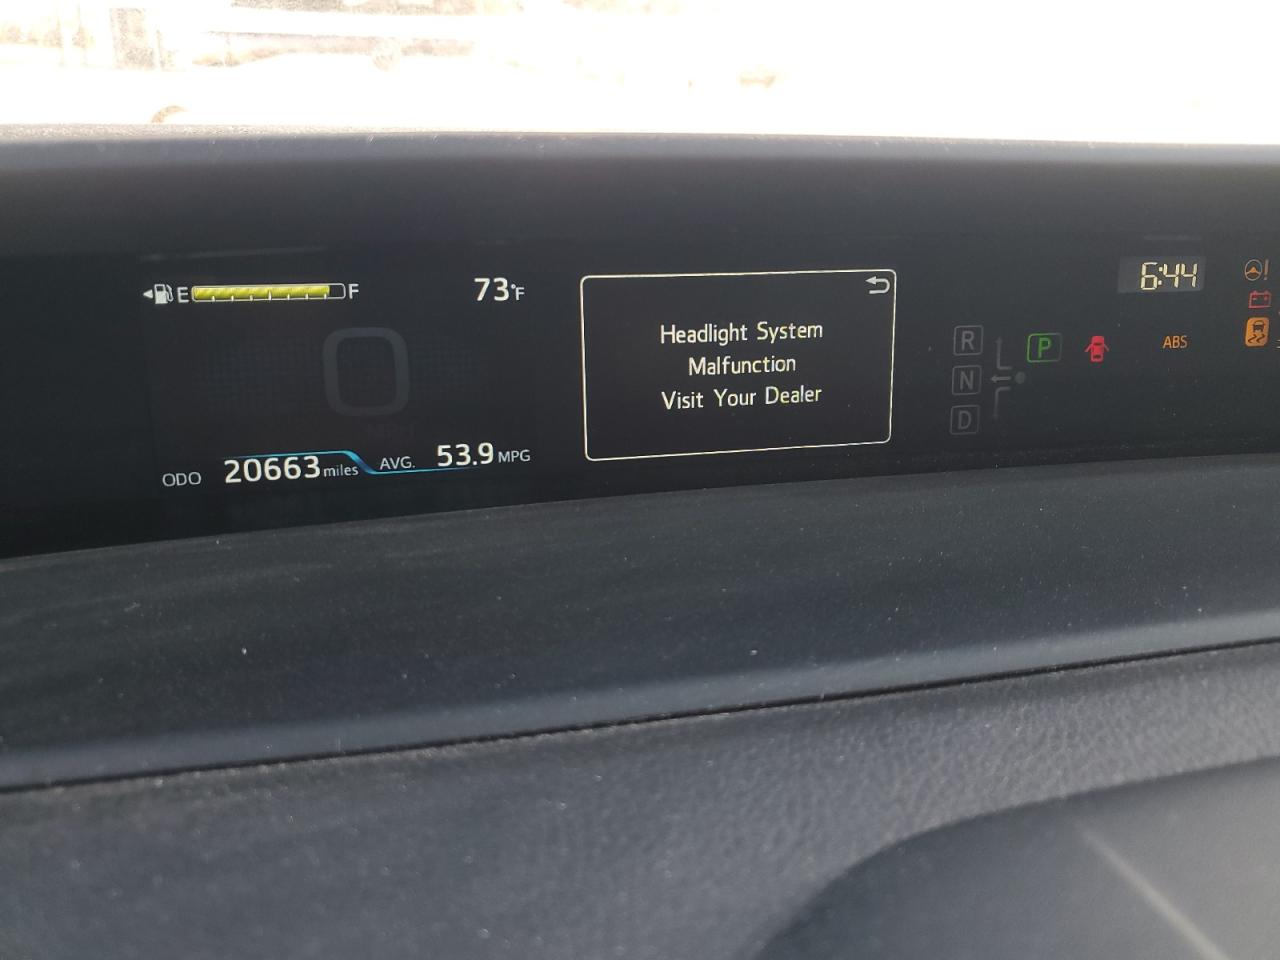 E F
73°F
6:44
Headlight System
Malfunction
Visit Your Dealer
R
N
D
P
ABS
ODO 20663 miles
AVG. 53.9 MPG